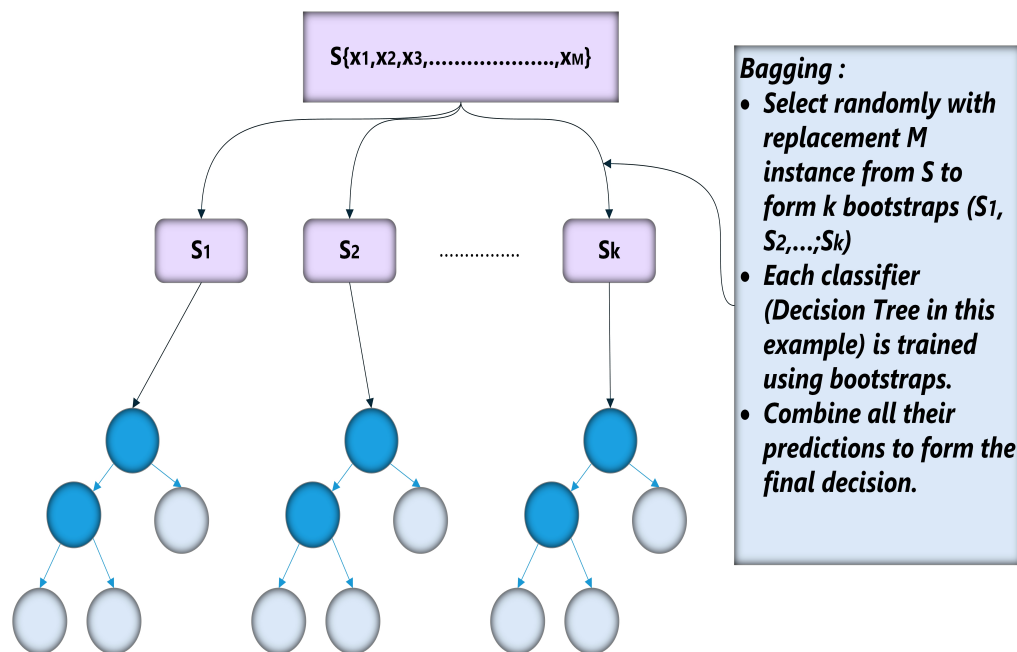 S{x1,x2,x3,.....................,xM}
Bagging :
• Select randomly with
replacement M
instance from S to
form k bootstraps (S1,
S2,...;Sk)
• Each classifier
(Decision Tree in this
example) is trained
using bootstraps.
• Combine all their
predictions to form the
final decision.
S1
S2
................
Sk